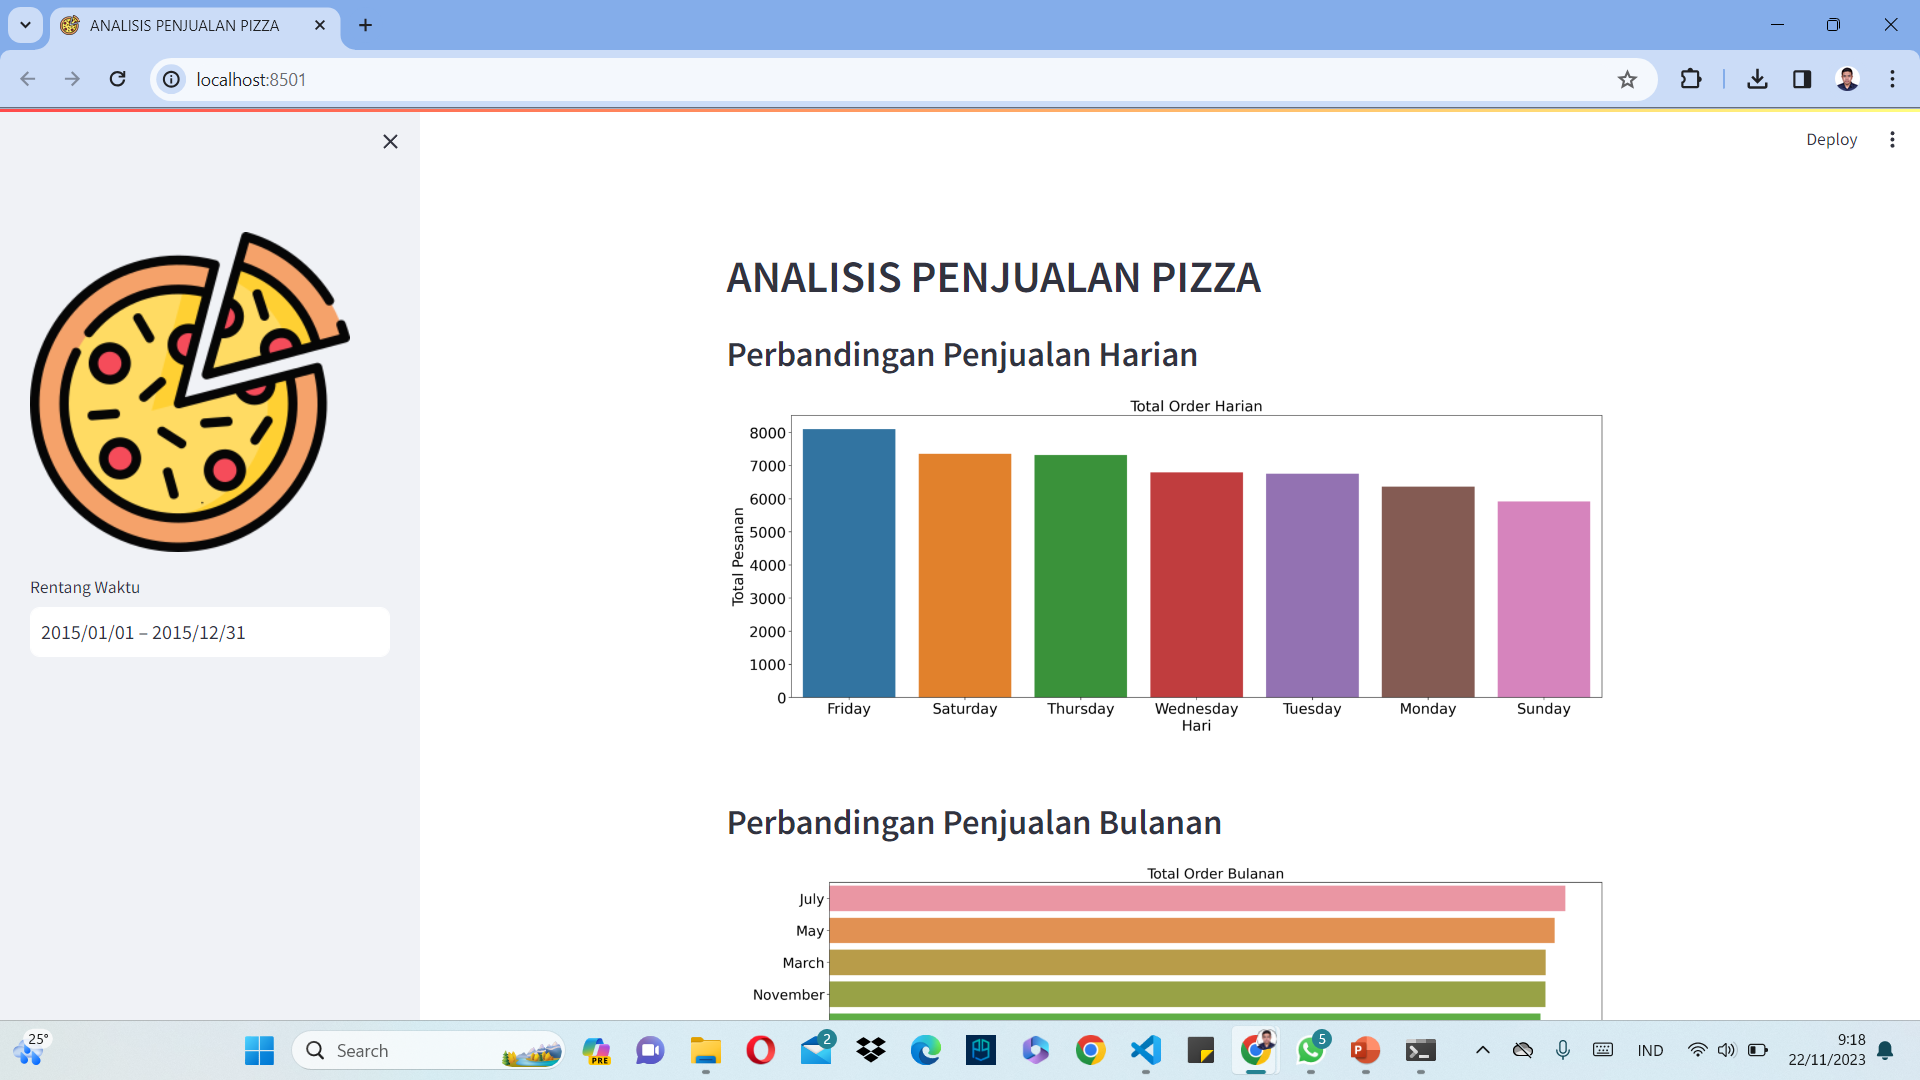 ANALISIS PENJUALAN PIZZA
localhost:8501
Deploy
Rentang Waktu
2015/01/01 – 2015/12/31
ANALISIS PENJUALAN PIZZA
Perbandingan Penjualan Harian
Total Order Harian
Total Pesanan
8000
7000
6000
5000
4000
3000
2000
1000
0
Friday Saturday Thursday Wednesday Tuesday Monday Sunday
Hari
Perbandingan Penjualan Bulanan
Total Order Bulanan
July
May
March
November
25°
Search
PRE
2
5
IND
9:18
22/11/2023